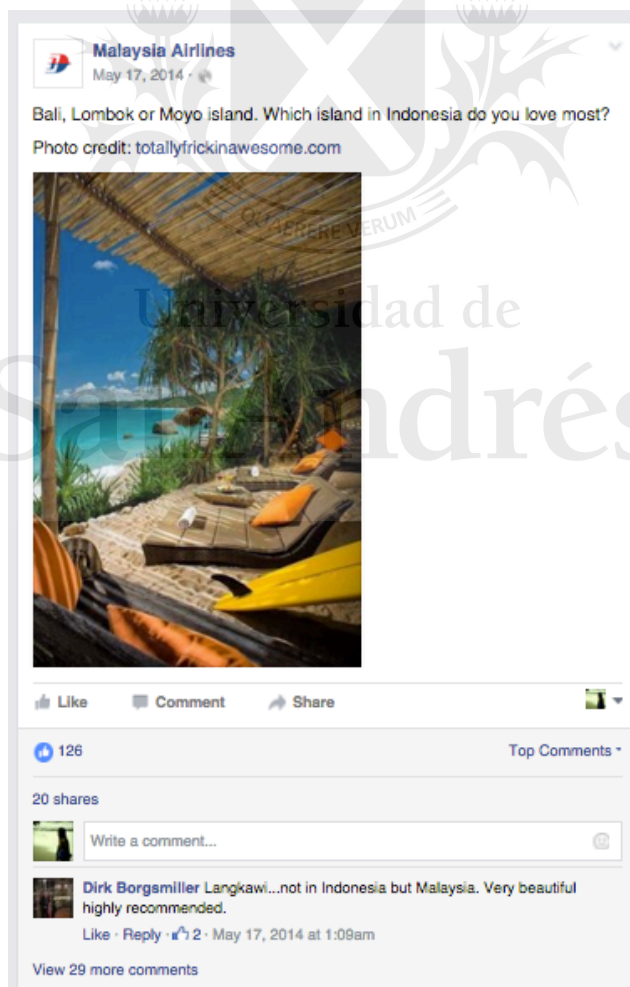 Malaysia Airlines
May 17, 2014 ·
Bali, Lombok or Moyo island. Which island in Indonesia do you love most?
Photo credit: totallyfrickinawesome.com
QUAERERE VERUM
Universidad de
San Andrés
Like Comment Share
126 Top Comments
20 shares
Write a comment...
Dirk Borgsmiller Langkawi...not in Indonesia but Malaysia. Very beautiful
highly recommended.
Like · Reply · 2 · May 17, 2014 at 1:09am
View 29 more comments